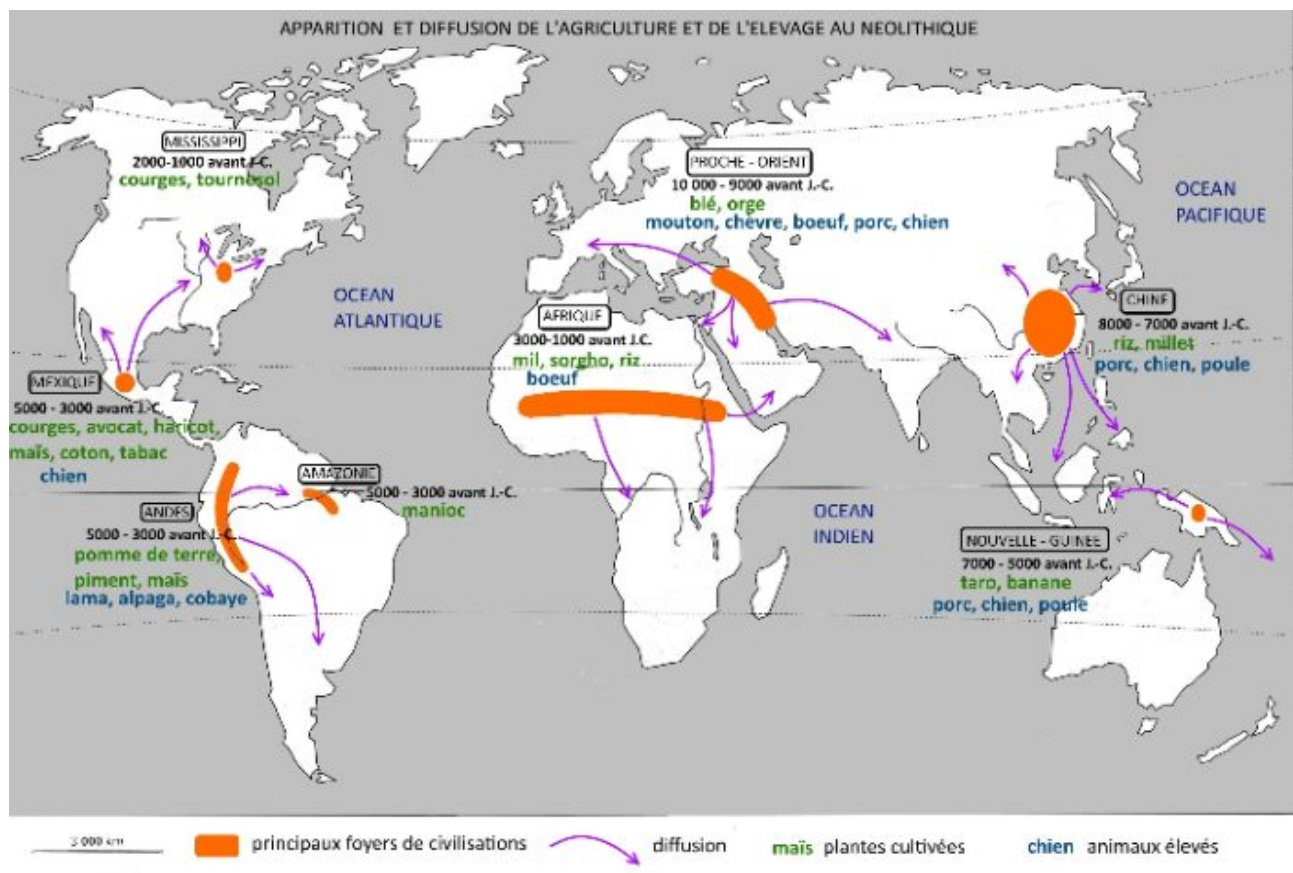 APPARITION ET DIFFUSION DE L'AGRICULTURE ET DE L'ELEVAGE AU NEOLITHIQUE
MISSISSIPPI
2000-1000 avant J-C.
courges, tournesol
PROCHE - ORIENT
10 000 - 9000 avant J.-C.
blé, orge
mouton, chèvre, boeuf, porc, chien
OCEAN
PACIFIQUE
OCEAN
ATLANTIQUE
AFRIQUE
3000-1000 avant J.C.
mil, sorgho, riz
boeuf
CHINE
8000 - 7000 avant J.-C.
riz, millet
porc, chien, poule
MEXIQUE
5000 - 3000 avant J.-C.
courges, avocat, haricot,
maïs, coton, tabac
chien
AMAZONIE
5000 - 3000 avant J.-C.
manioc
ANDES
5000 - 3000 avant J.-C.
pomme de terre,
piment, maïs
lama, alpaga, cobaye
OCEAN
INDIEN
NOUVELLE - GUINEE
7000 - 5000 avant J.-C.
taro, banane
porc, chien, poule
3 000 km
principaux foyers de civilisations
diffusion
maïs plantes cultivées
chien animaux élevés